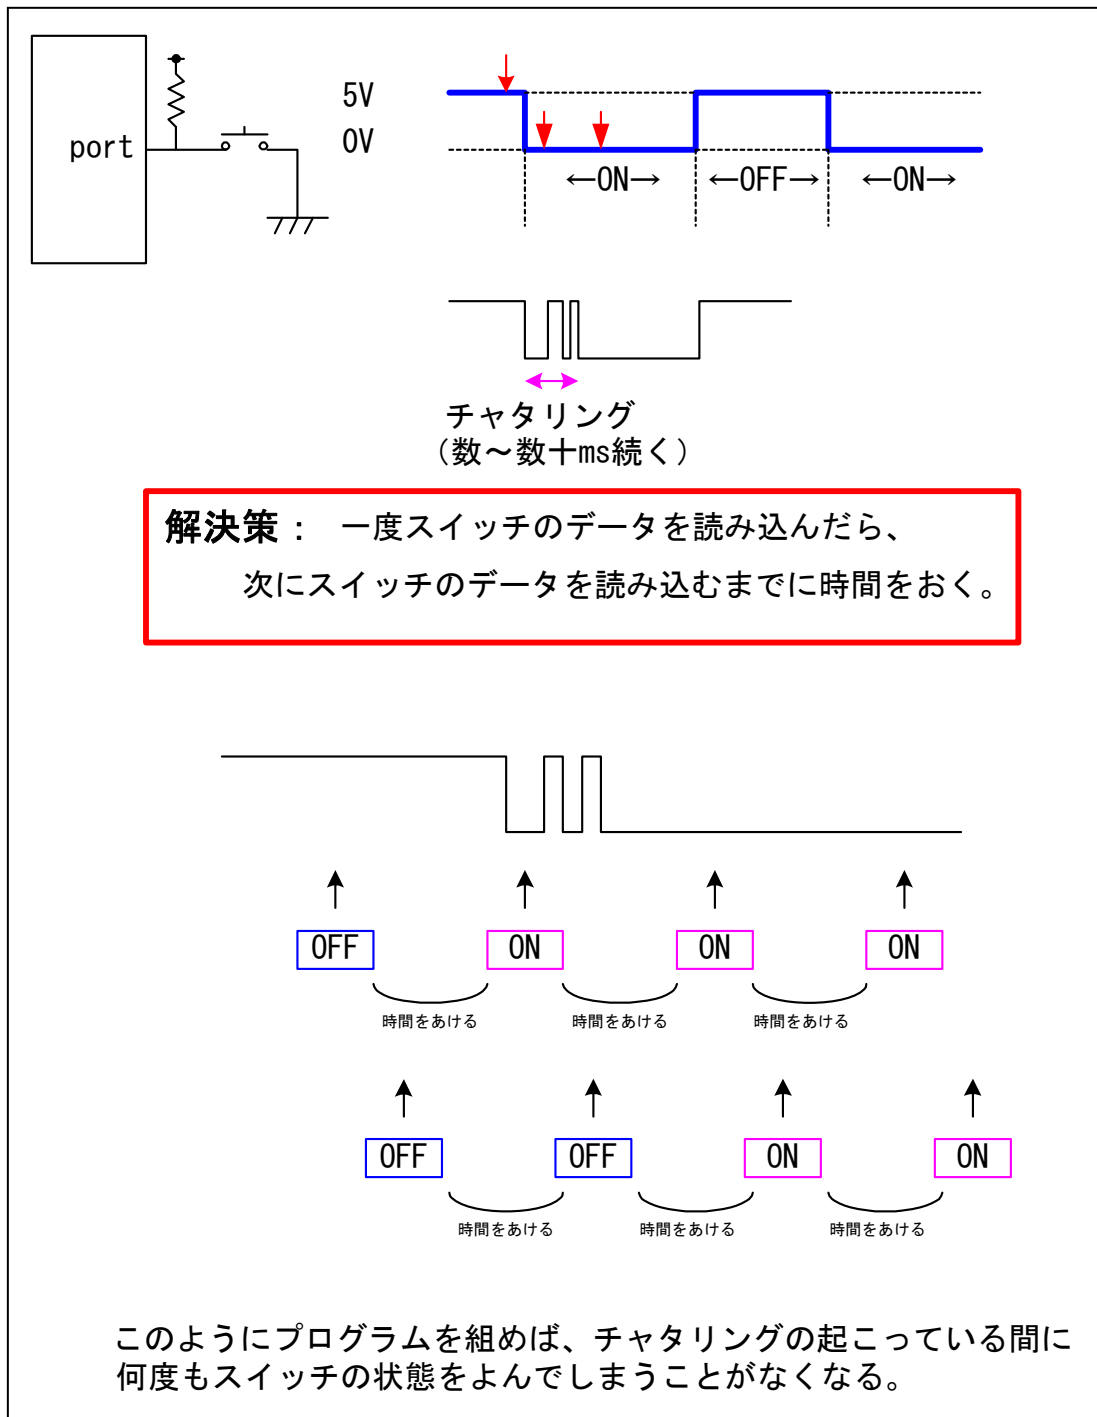 5V
port
0V
←ON→ ←OFF→ ←ON→
チャタリング
(数～数十ms続く)
解決策： 一度スイッチのデータを読み込んだら、
次にスイッチのデータを読み込むまでに時間をおく。
OFF ON ON ON
時間をあける 時間をあける 時間をあける
OFF OFF ON ON
時間をあける 時間をあける 時間をあける
このようにプログラムを組めば、チャタリングの起こっている間に
何度もスイッチの状態をよんでしまうことがなくなる。